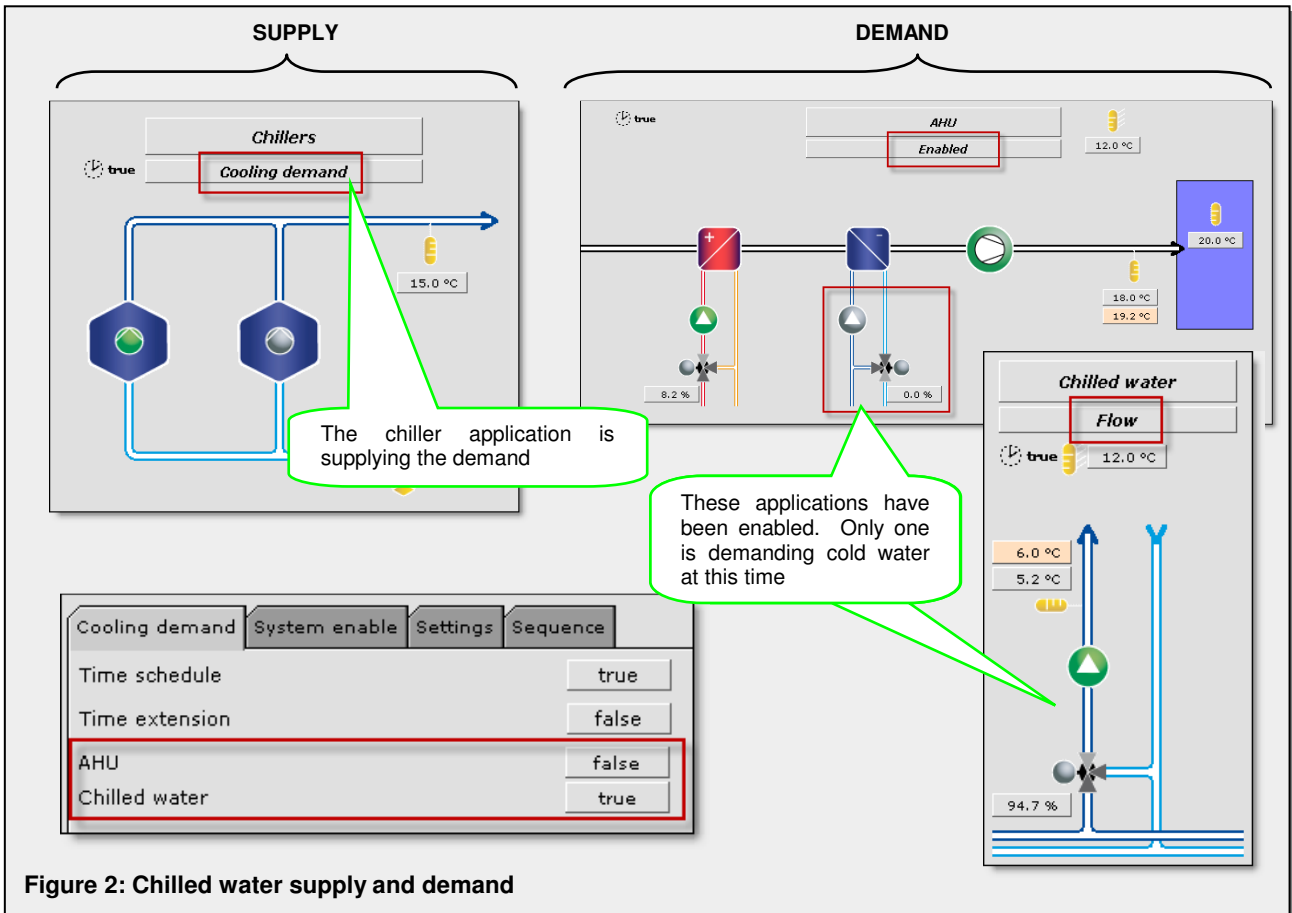 SUPPLY
DEMAND
Chillers
true
Cooling demand
15.0 °C
The chiller application is
supplying the demand
true
AHU
Enabled
12.0 °C
20.0 °C
18.0 °C
19.2 °C
8.2 %
0.0 %
These applications have
been enabled. Only one
is demanding cold water
at this time
Chilled water
Flow
true
12.0 °C
6.0 °C
5.2 °C
94.7 %
Cooling demand System enable Settings Sequence
Time schedule true
Time extension false
AHU false
Chilled water true
Figure 2: Chilled water supply and demand